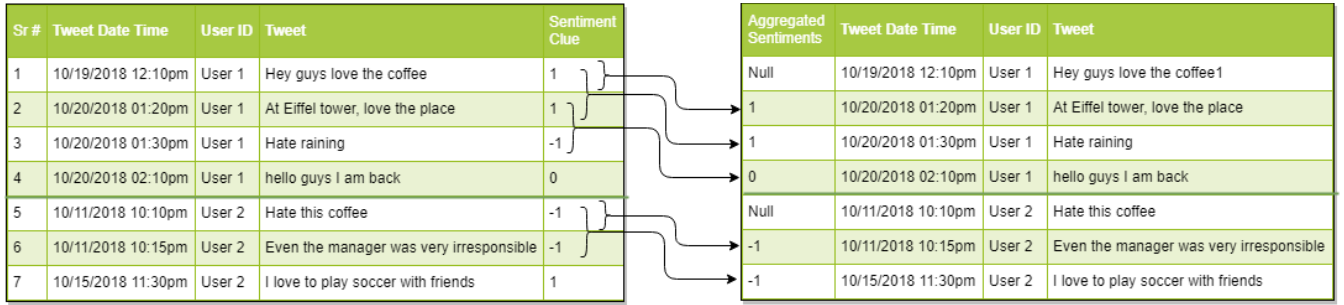 Sr # Tweet Date Time User ID Tweet Sentiment Clue
1 10/19/2018 12:10pm User 1 Hey guys love the coffee 1
2 10/20/2018 01:20pm User 1 At Eiffel tower, love the place 1
3 10/20/2018 01:30pm User 1 Hate raining -1
4 10/20/2018 02:10pm User 1 hello guys I am back 0
5 10/11/2018 10:10pm User 2 Hate this coffee -1
6 10/11/2018 10:15pm User 2 Even the manager was very irresponsible -1
7 10/15/2018 11:30pm User 2 I love to play soccer with friends 1
Aggregated Sentiments Tweet Date Time User ID Tweet
Null 10/19/2018 12:10pm User 1 Hey guys love the coffee1
1 10/20/2018 01:20pm User 1 At Eiffel tower, love the place
1 10/20/2018 01:30pm User 1 Hate raining
0 10/20/2018 02:10pm User 1 hello guys I am back
Null 10/11/2018 10:10pm User 2 Hate this coffee
-1 10/11/2018 10:15pm User 2 Even the manager was very irresponsible
-1 10/15/2018 11:30pm User 2 I love to play soccer with friends